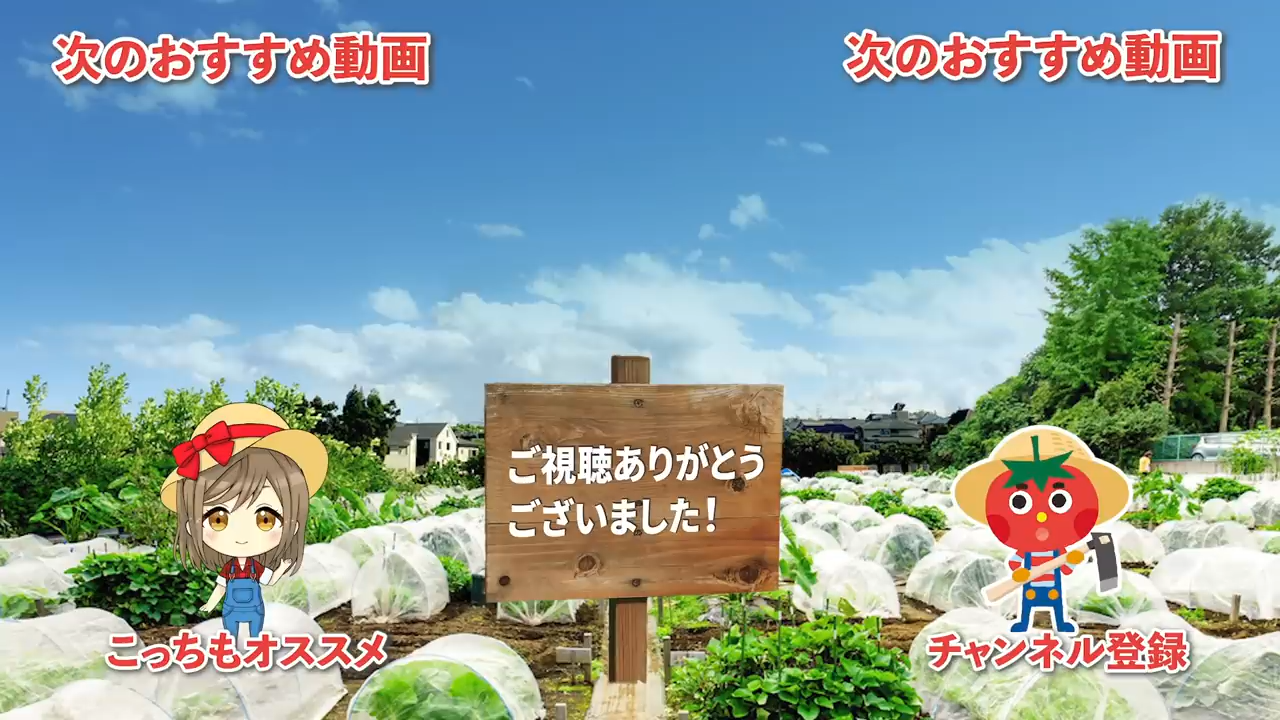 次のおすすめ動画
次のおすすめ動画
ご視聴ありがとう
ございました!
こっちもオススメ
チャンネル登録